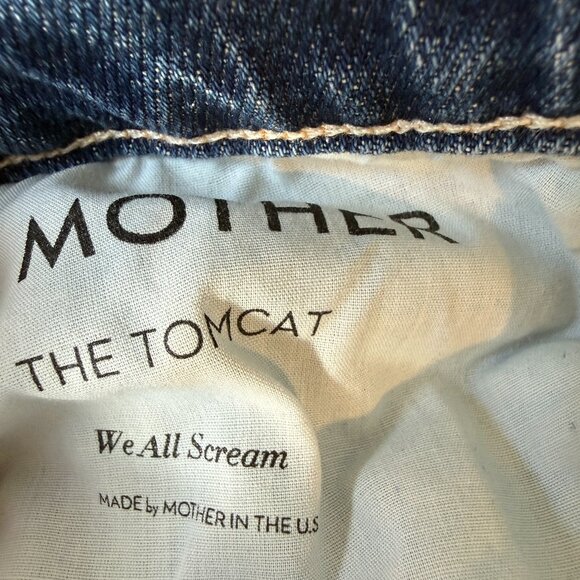 MOTHER
THE TOMCAT
We All Scream
MADE by MOTHER IN THE U.S